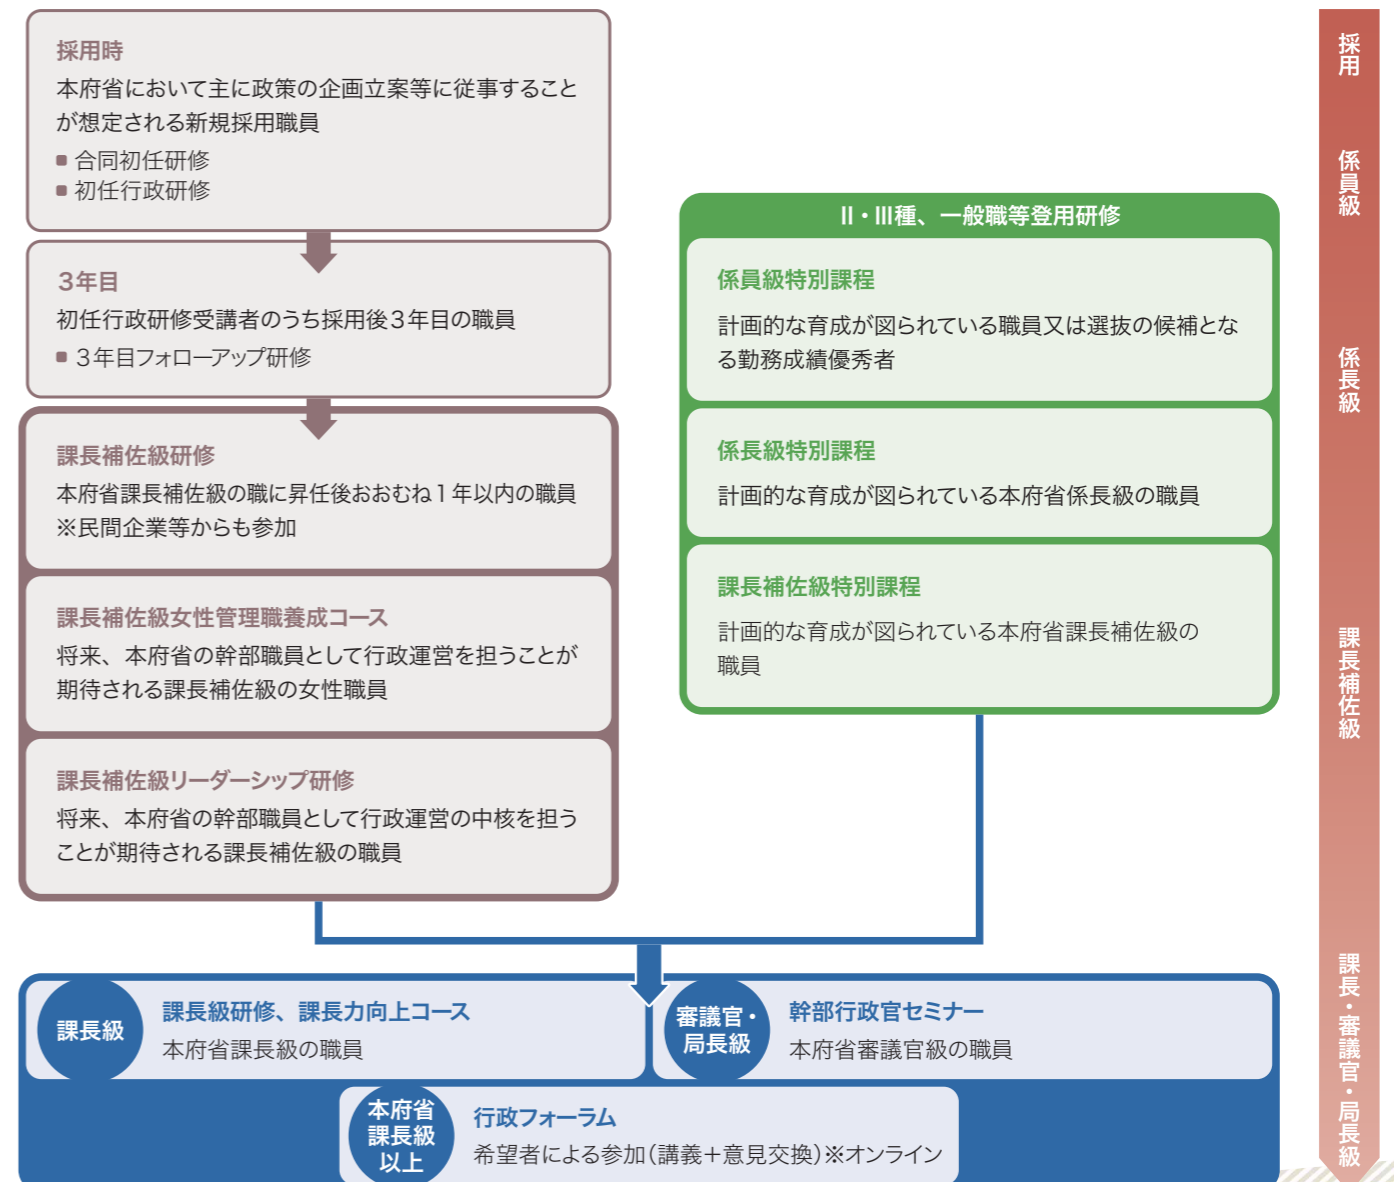 採用時
本府省において主に政策の企画立案等に従事すること
が想定される新規採用職員
■ 合同初任研修
■ 初任行政研修
3年目
初任行政研修受講者のうち採用後3年目の職員
■ 3年目フォローアップ研修
課長補佐級研修
本府省課長補佐級の職に昇任後おおむね1年以内の職員
※民間企業等からも参加
課長補佐級女性管理職養成コース
将来、本府省の幹部職員として行政運営を担うことが
期待される課長補佐級の女性職員
課長補佐級リーダーシップ研修
将来、本府省の幹部職員として行政運営の中核を担う
ことが期待される課長補佐級の職員
Ⅱ・Ⅲ種、一般職等登用研修
係員級特別課程
計画的な育成が図られている職員又は選抜の候補とな
る勤務成績優秀者
係長級特別課程
計画的な育成が図られている本府省係長級の職員
課長補佐級特別課程
計画的な育成が図られている本府省課長補佐級の
職員
課長級
課長級研修、課長力向上コース
本府省課長級の職員
審議官・
局長級
幹部行政官セミナー
本府省審議官級の職員
本府省
課長級
以上
行政フォーラム
希望者による参加(講義+意見交換)※オンライン
採用
係員級
係長級
課長補佐級
課長・審議官・局長級